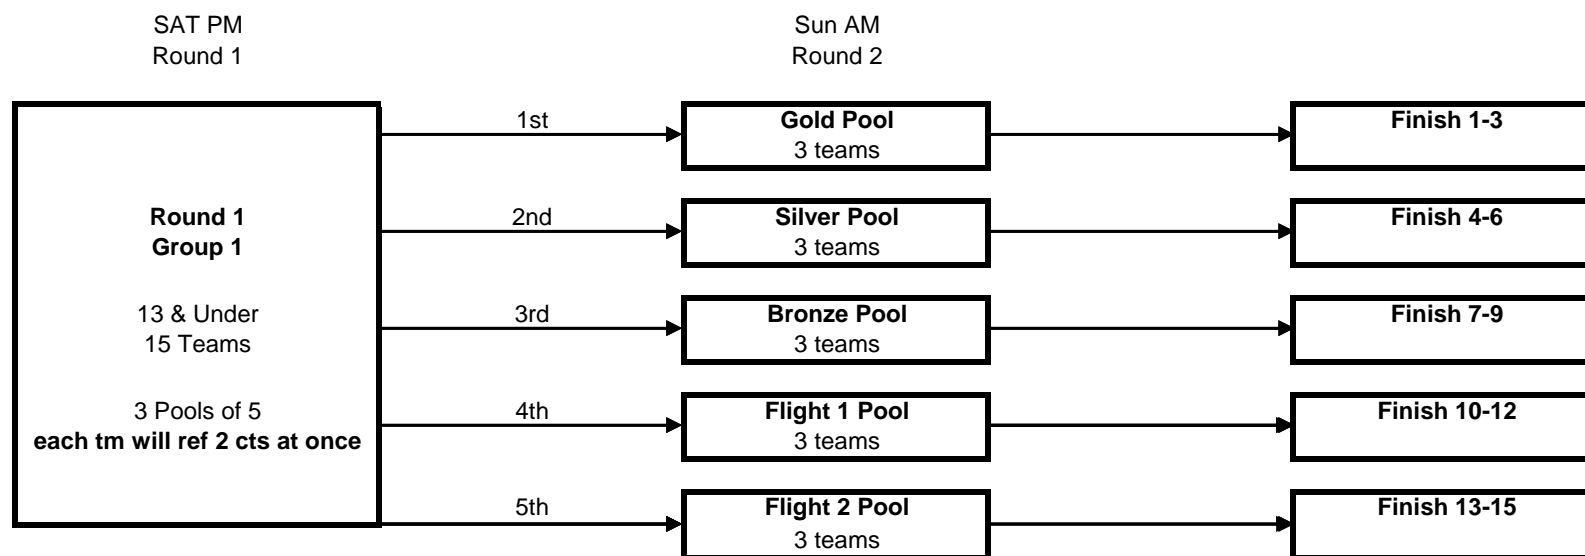 SAT PM
Round 1
Sun AM
Round 2
Round 1
Group 1
13 & Under
15 Teams
3 Pools of 5
each tm will ref 2 cts at once
1st
Gold Pool
3 teams
Finish 1-3
2nd
Silver Pool
3 teams
Finish 4-6
3rd
Bronze Pool
3 teams
Finish 7-9
4th
Flight 1 Pool
3 teams
Finish 10-12
5th
Flight 2 Pool
3 teams
Finish 13-15